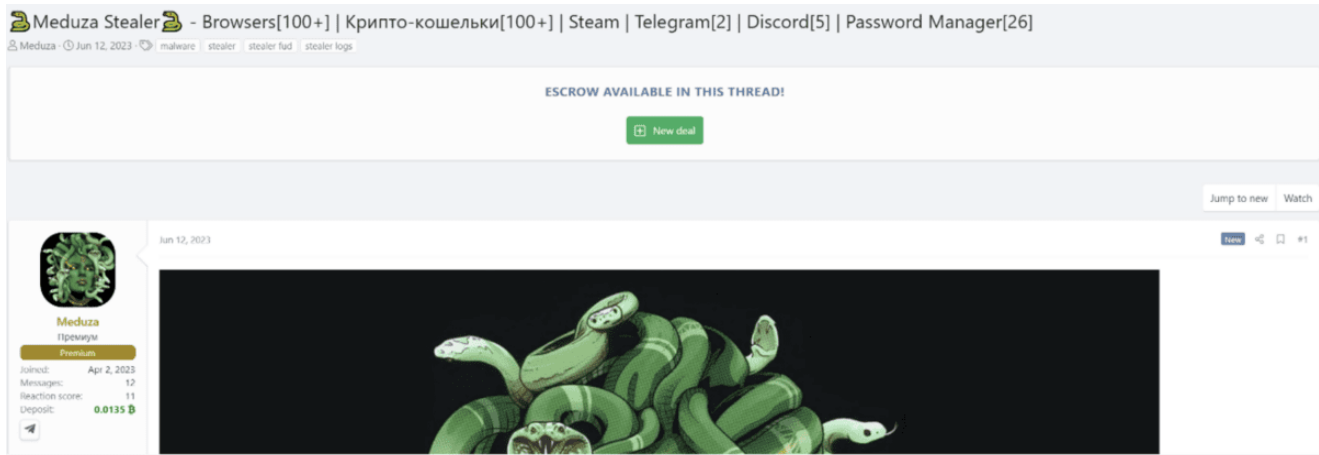 Meduza Stealer - Browsers[100+] | Крипто-кошельки[100+] | Steam | Telegram[2] | Discord[5] | Password Manager[26]
Meduza · Jun 12, 2023 · malware stealer stealer fud stealer logs
ESCROW AVAILABLE IN THIS THREAD!
New deal
Jump to new Watch
Jun 12, 2023 New #1
Meduza
Премиум
Premium
Joined: Apr 2, 2023
Messages: 12
Reaction score: 11
Deposit: 0.0135 ₿